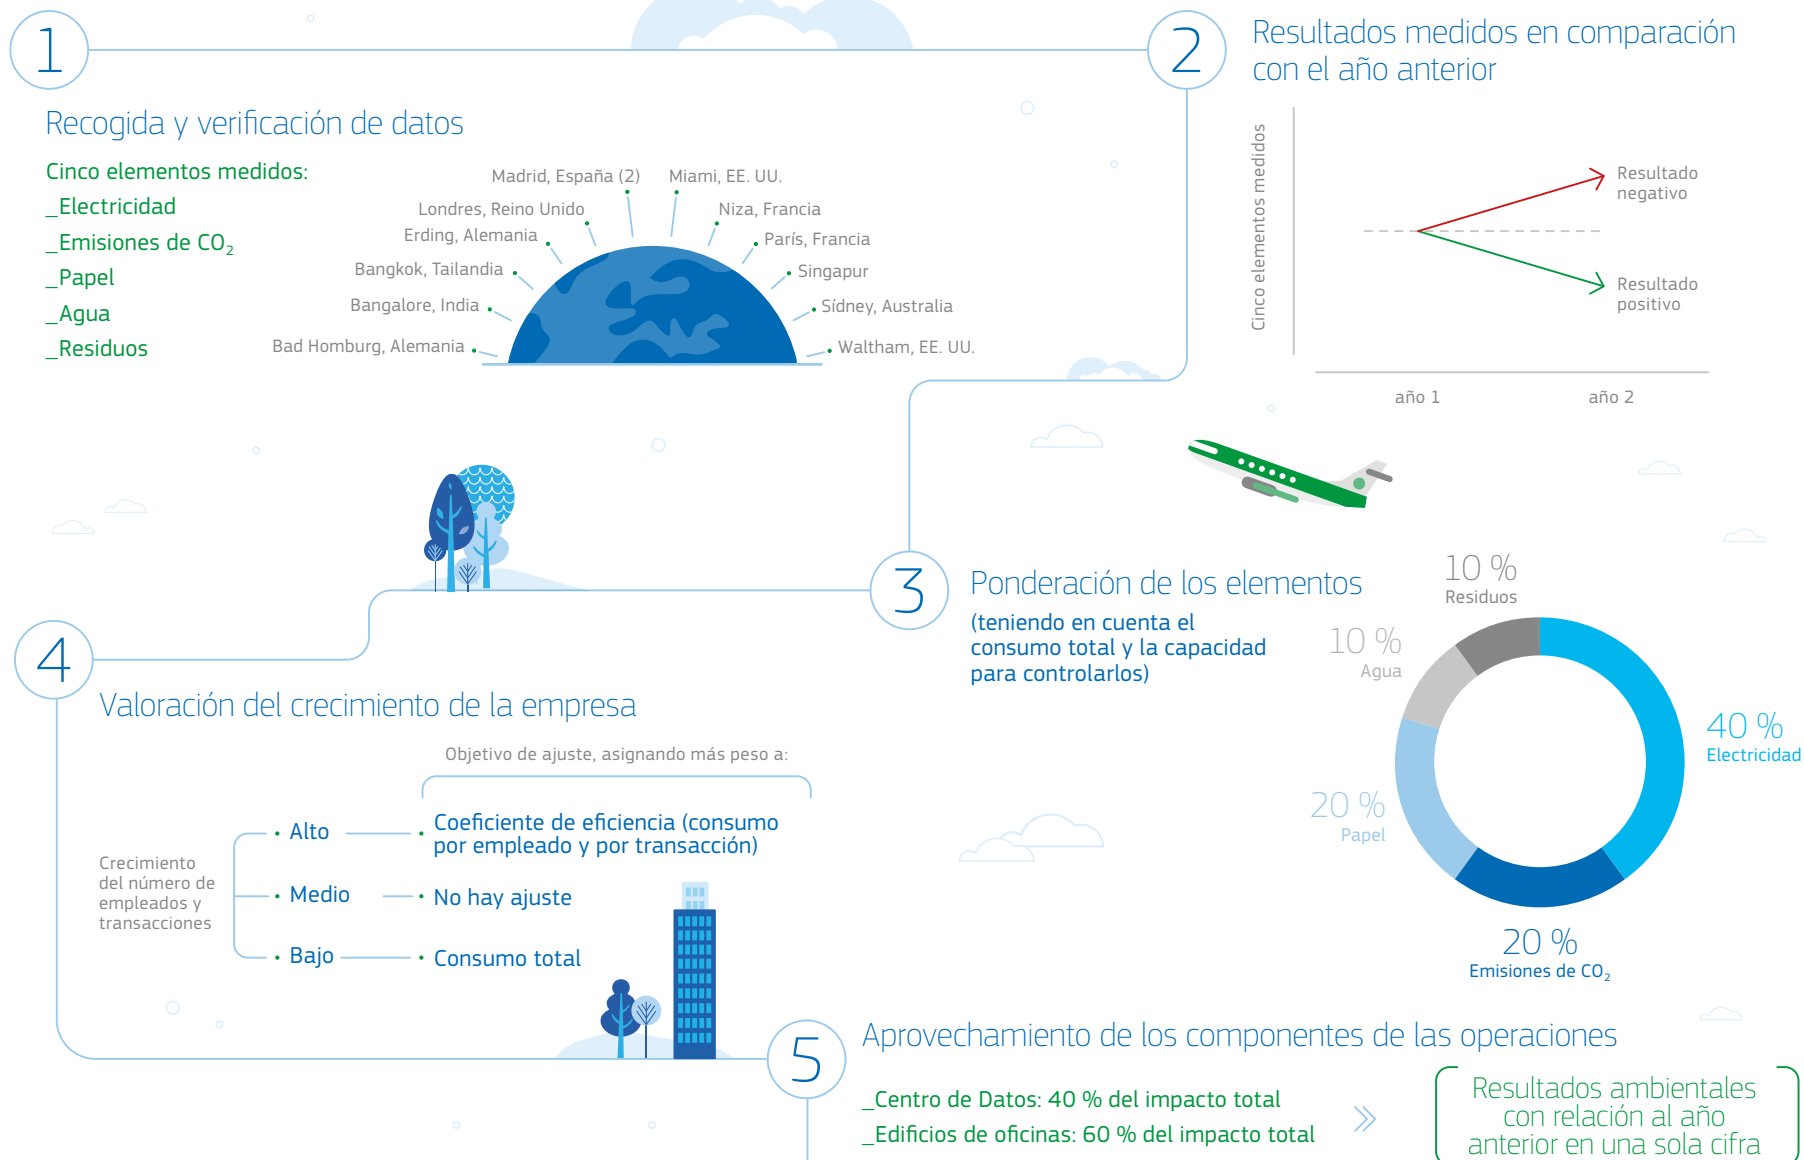 1
Recogida y verificación de datos
Cinco elementos medidos:
_Electricidad
_Emisiones de CO₂
_Papel
_Agua
_Residuos
Madrid, España (2)
Londres, Reino Unido
Erding, Alemania
Bangkok, Tailandia
Bangalore, India
Bad Homburg, Alemania
Miami, EE. UU.
Niza, Francia
París, Francia
Singapur
Sídney, Australia
Waltham, EE. UU.
2
Resultados medidos en comparación
con el año anterior
Cinco elementos medidos
Resultado
negativo
Resultado
positivo
año 1
año 2
3
Ponderación de los elementos
(teniendo en cuenta el
consumo total y la capacidad
para controlarlos)
10 %
Residuos
10 %
Agua
40 %
Electricidad
20 %
Papel
20 %
Emisiones de CO₂
4
Valoración del crecimiento de la empresa
Objetivo de ajuste, asignando más peso a:
Crecimiento
del número de
empleados y
transacciones
Alto
Coeficiente de eficiencia (consumo
por empleado y por transacción)
Medio
No hay ajuste
Bajo
Consumo total
5
Aprovechamiento de los componentes de las operaciones
_Centro de Datos: 40 % del impacto total
_Edificios de oficinas: 60 % del impacto total
Resultados ambientales
con relación al año
anterior en una sola cifra